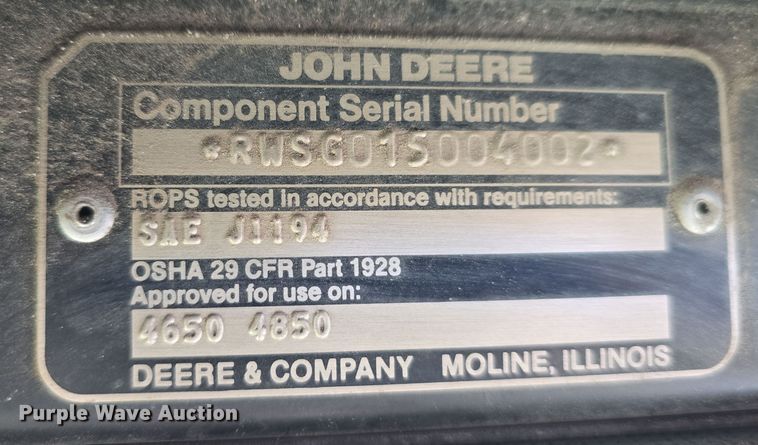 JOHN DEERE
Component Serial Number
*RWSG015004002*
ROPS tested in accordance with requirements:
SAE J1194
OSHA 29 CFR Part 1928
Approved for use on:
4650 4850
DEERE & COMPANY MOLINE, ILLINOIS
Purple Wave Auction